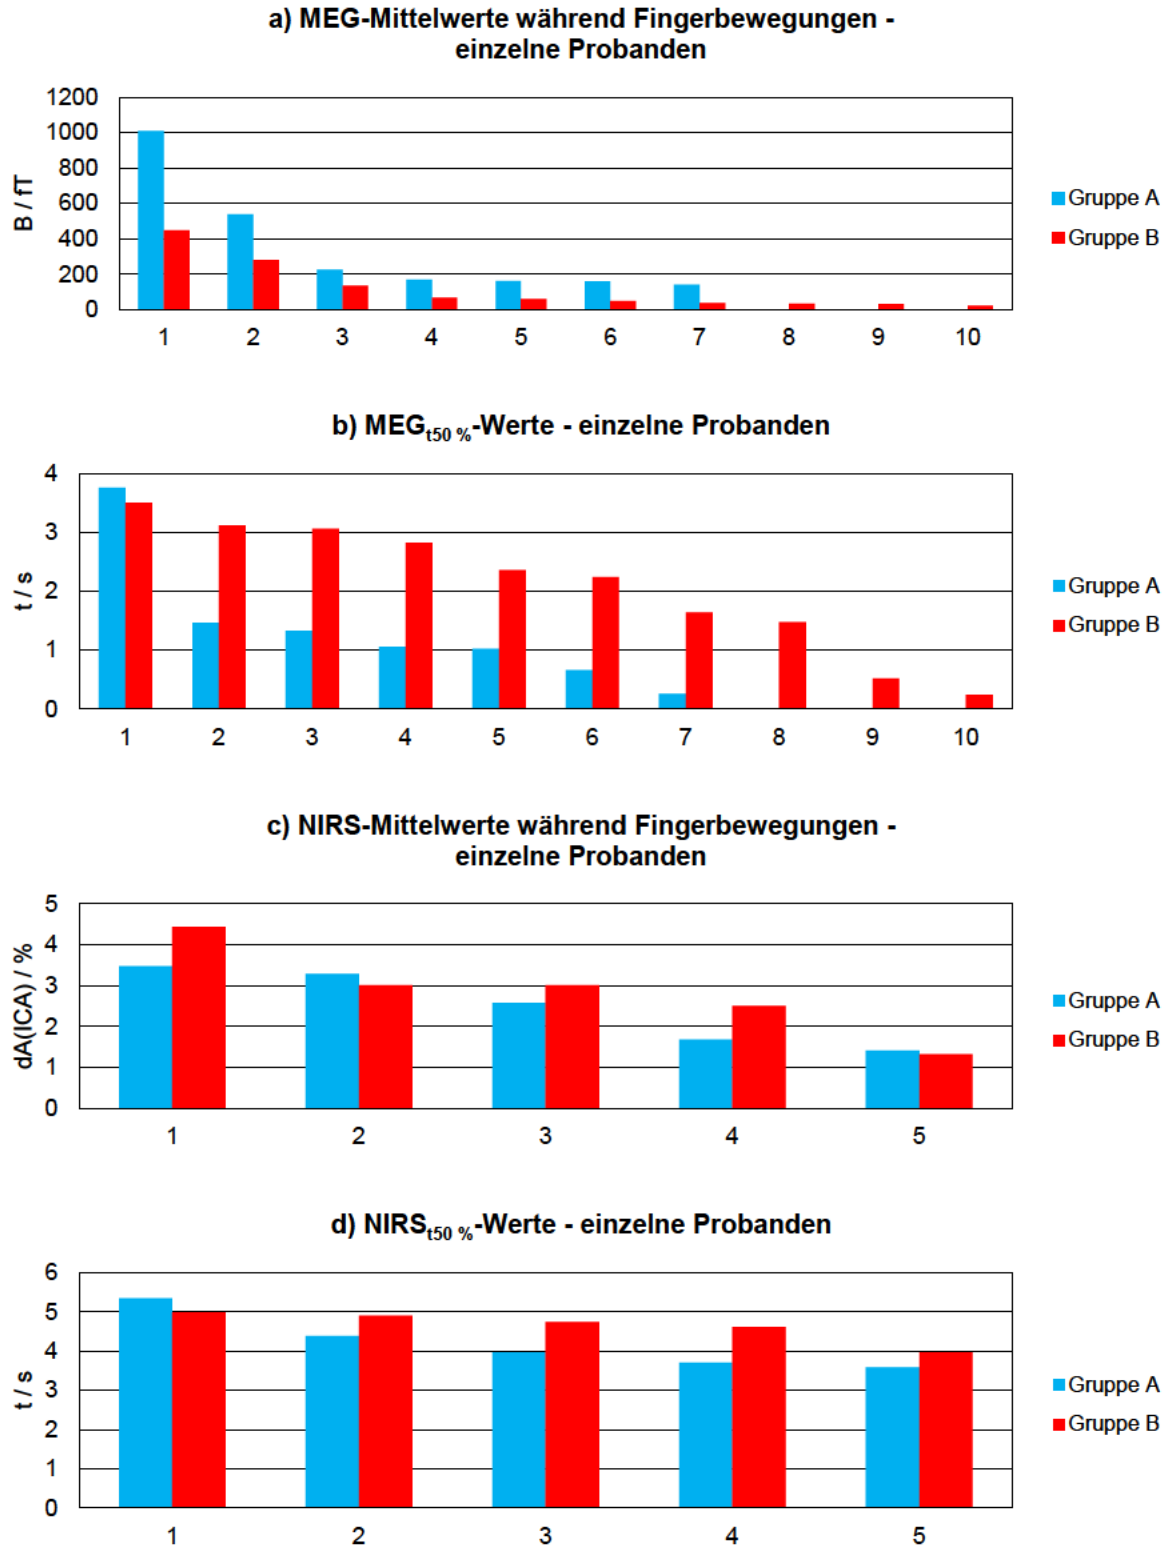 a) MEG-Mittelwerte während Fingerbewegungen -
einzelne Probanden
1200
1000
800
600
400
200
0
B / fT
1 2 3 4 5 6 7 8 9 10
Gruppe A
Gruppe B
b) MEGt50 %-Werte - einzelne Probanden
4
3
2
1
0
t / s
1 2 3 4 5 6 7 8 9 10
Gruppe A
Gruppe B
c) NIRS-Mittelwerte während Fingerbewegungen -
einzelne Probanden
5
4
3
2
1
0
dA(ICA) / %
1 2 3 4 5
Gruppe A
Gruppe B
d) NIRSt50 %-Werte - einzelne Probanden
6
5
4
3
2
1
0
t / s
1 2 3 4 5
Gruppe A
Gruppe B